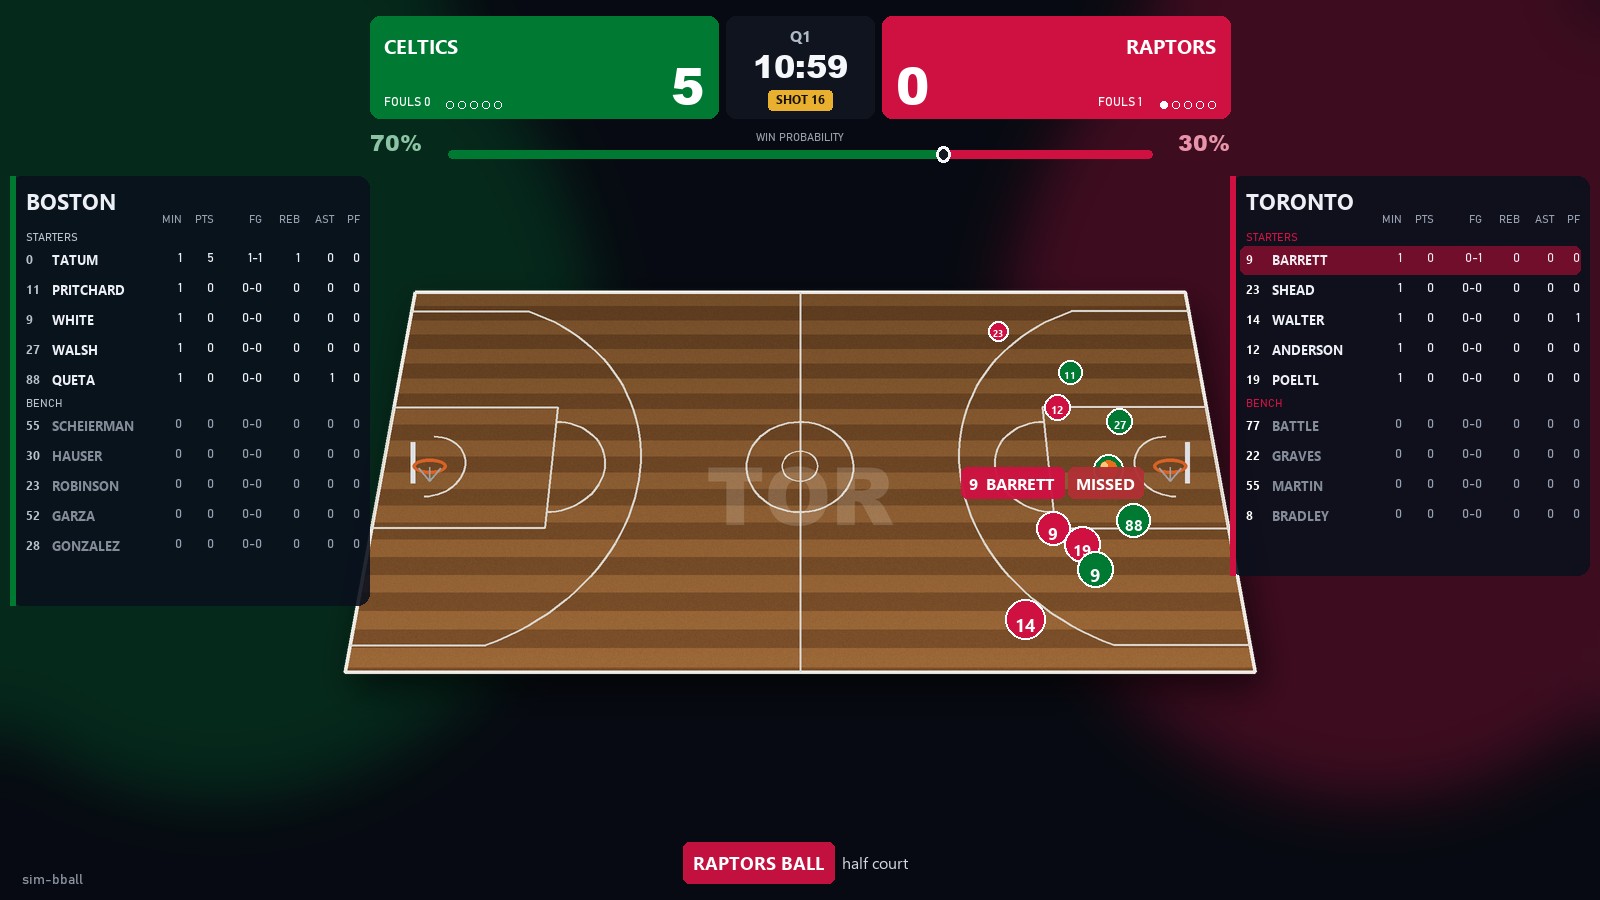 CELTICS
5
FOULS 0
Q1
10:59
SHOT 16
RAPTORS
0
FOULS 1
70%
WIN PROBABILITY
30%
BOSTON
MIN PTS FG REB AST PF
STARTERS
0 TATUM 1 5 1-1 1 0 0
11 PRITCHARD 1 0 0-0 0 0 0
9 WHITE 1 0 0-0 0 0 0
27 WALSH 1 0 0-0 0 0 0
88 QUETA 1 0 0-0 0 1 0
BENCH
55 SCHEIERMAN 0 0 0-0 0 0 0
30 HAUSER 0 0 0-0 0 0 0
23 ROBINSON 0 0 0-0 0 0 0
52 GARZA 0 0 0-0 0 0 0
28 GONZALEZ 0 0 0-0 0 0 0
TORONTO
MIN PTS FG REB AST PF
STARTERS
9 BARRETT 1 0 0-1 0 0 0
23 SHEAD 1 0 0-0 0 0 0
14 WALTER 1 0 0-0 0 0 1
12 ANDERSON 1 0 0-0 0 0 0
19 POELTL 1 0 0-0 0 0 0
BENCH
77 BATTLE 0 0 0-0 0 0 0
22 GRAVES 0 0 0-0 0 0 0
55 MARTIN 0 0 0-0 0 0 0
8 BRADLEY 0 0 0-0 0 0 0
23
11
12
27
TOR
9 BARRETT MISSED
88
9
19
9
14
RAPTORS BALL half court
sim-bball